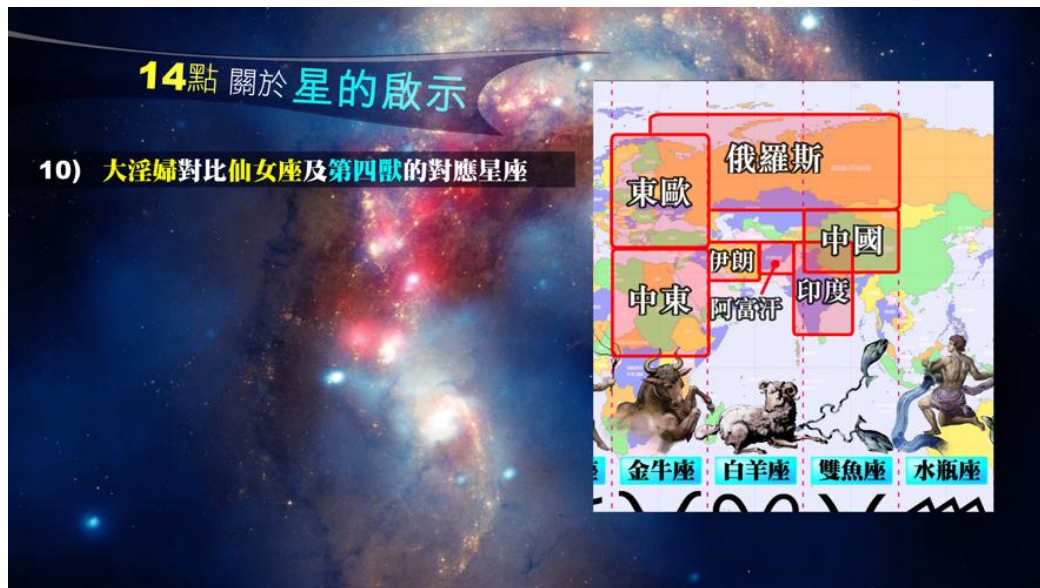 14點 關於 星的啟示
10) 大淫婦對比仙女座及第四獸的對應星座
俄羅斯
東歐
中國
伊朗
中東
阿富汗
印度
座
金牛座
白羊座
雙魚座
水瓶座